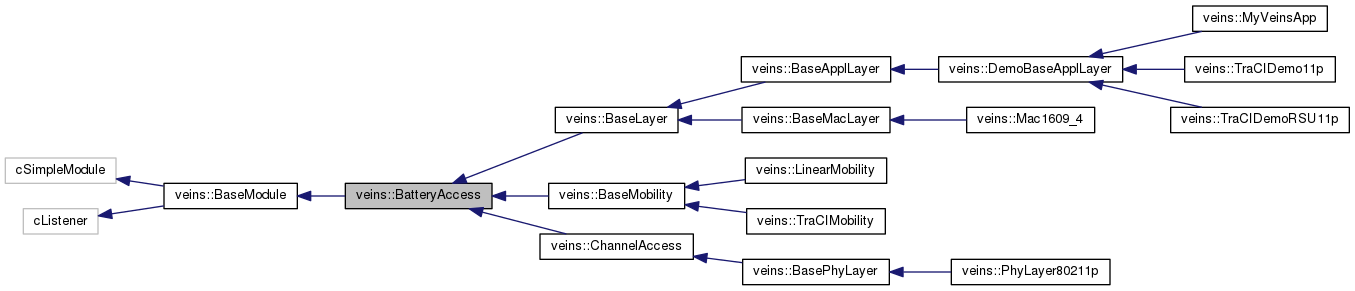 veins::MyVeinsApp
veins::BaseApplLayer
veins::DemoBaseApplLayer
veins::TraCIDemo11p
veins::BaseLayer
veins::BaseMacLayer
veins::Mac1609_4
veins::TraCIDemoRSU11p
cSimpleModule
veins::LinearMobility
veins::BaseModule
veins::BatteryAccess
veins::BaseMobility
cListener
veins::TraCIMobility
veins::ChannelAccess
veins::BasePhyLayer
veins::PhyLayer80211p